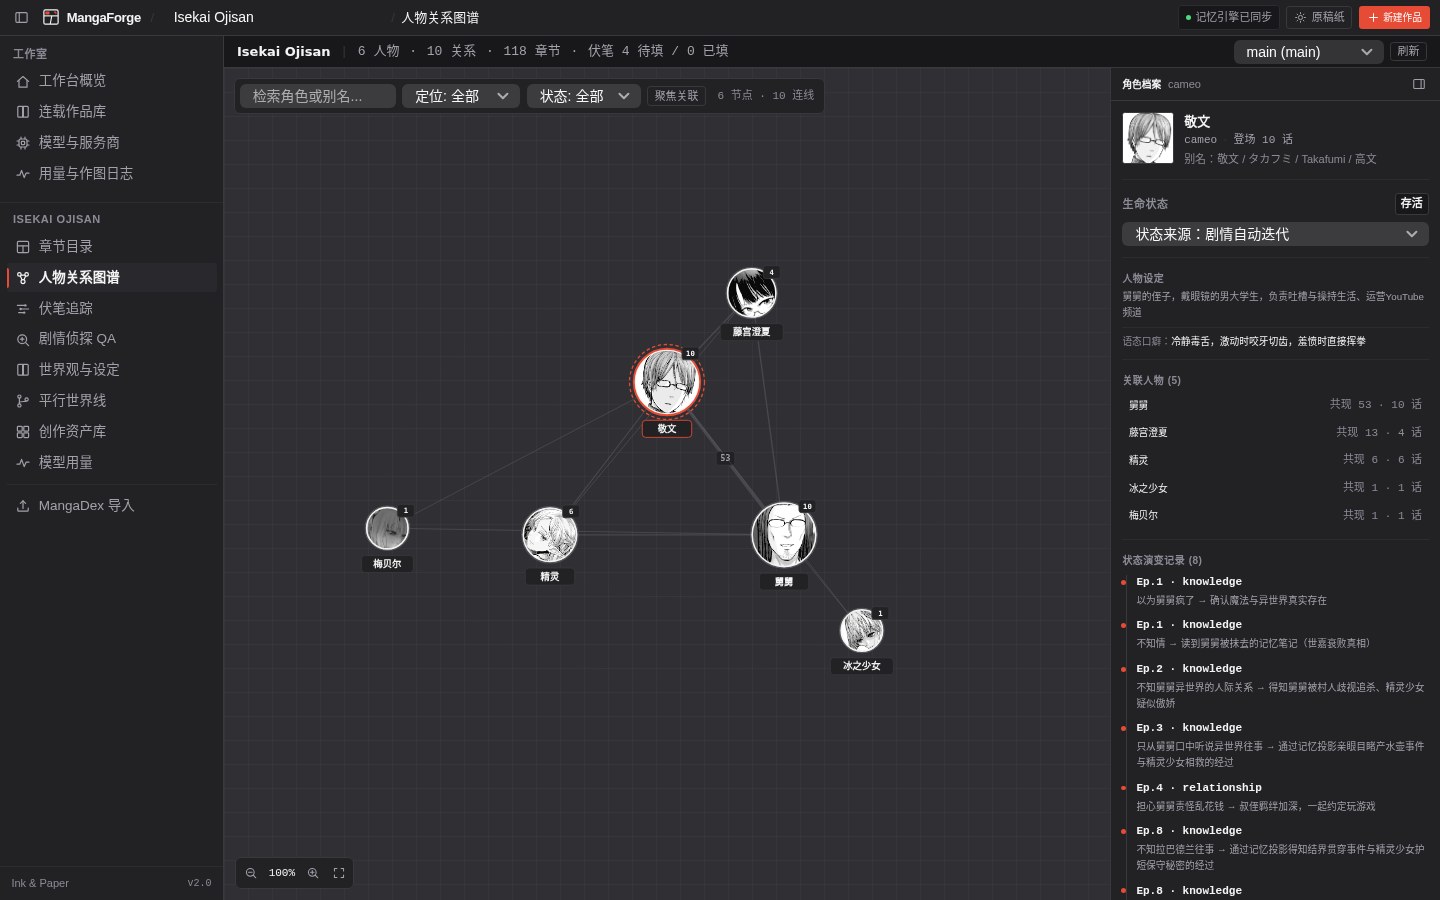 MangaForge / Isekai Ojisan / 人物关系图谱
记忆引擎已同步
原稿纸
新建作品
工作室
工作台概览
连载作品库
模型与服务商
用量与作图日志
ISEKAI OJISAN
章节目录
人物关系图谱
伏笔追踪
剧情侦探 QA
世界观与设定
平行世界线
创作资产库
模型用量
MangaDex 导入
Ink & Paper
v2.0
Isekai Ojisan | 6 人物 · 10 关系 · 118 章节 · 伏笔 4 待填 / 0 已填
main (main)
刷新
检索角色或别名...
定位: 全部
状态: 全部
聚焦关联
6 节点 · 10 连线
4
藤宫澄夏
10
敬文
53
1
梅贝尔
6
精灵
10
舅舅
1
冰之少女
100%
角色档案 cameo
敬文
cameo 登场 10 话
别名：敬文 / タカフミ / Takafumi / 高文
生命状态
存活
状态来源：剧情自动迭代
人物设定
舅舅的侄子，戴眼镜的男大学生，负责吐槽与操持生活、运营YouTube
频道
语态口癖：冷静毒舌，激动时咬牙切齿，羞愤时直接挥拳
关联人物 (5)
舅舅 共现 53 · 10 话
藤宫澄夏 共现 13 · 4 话
精灵 共现 6 · 6 话
冰之少女 共现 1 · 1 话
梅贝尔 共现 1 · 1 话
状态演变记录 (8)
Ep.1 · knowledge
以为舅舅疯了 → 确认魔法与异世界真实存在
Ep.1 · knowledge
不知情 → 读到舅舅被抹去的记忆笔记（世嘉衰败真相）
Ep.2 · knowledge
不知舅舅异世界的人际关系 → 得知舅舅被村人歧视追杀、精灵少女
疑似傲娇
Ep.3 · knowledge
只从舅舅口中听说异世界往事 → 通过记忆投影亲眼目睹产水壶事件
与精灵少女相救的经过
Ep.4 · relationship
担心舅舅责怪乱花钱 → 叔侄羁绊加深，一起约定玩游戏
Ep.8 · knowledge
不知拉巴德兰往事 → 通过记忆投影得知结界贯穿事件与精灵少女护
短保守秘密的经过
Ep.8 · knowledge